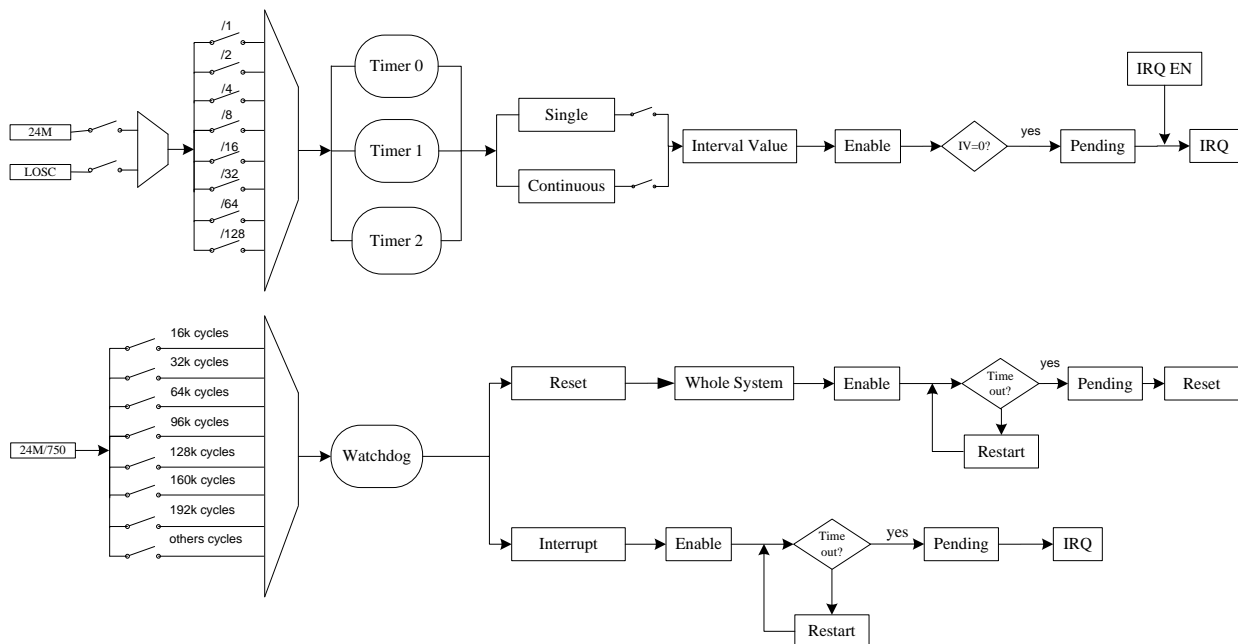 /1
/2
/4
/8
/16
/32
/64
/128
24M
LOSC
Timer 0
Timer 1
Timer 2
Single
Continuous
Interval Value
Enable
IV=0?
yes
Pending
IRQ EN
IRQ
24M/750
16k cycles
32k cycles
64k cycles
96k cycles
128k cycles
160k cycles
192k cycles
others cycles
Watchdog
Reset
Whole System
Enable
Time
out?
yes
Pending
Reset
Restart
Interrupt
Enable
Time
out?
yes
Pending
IRQ
Restart